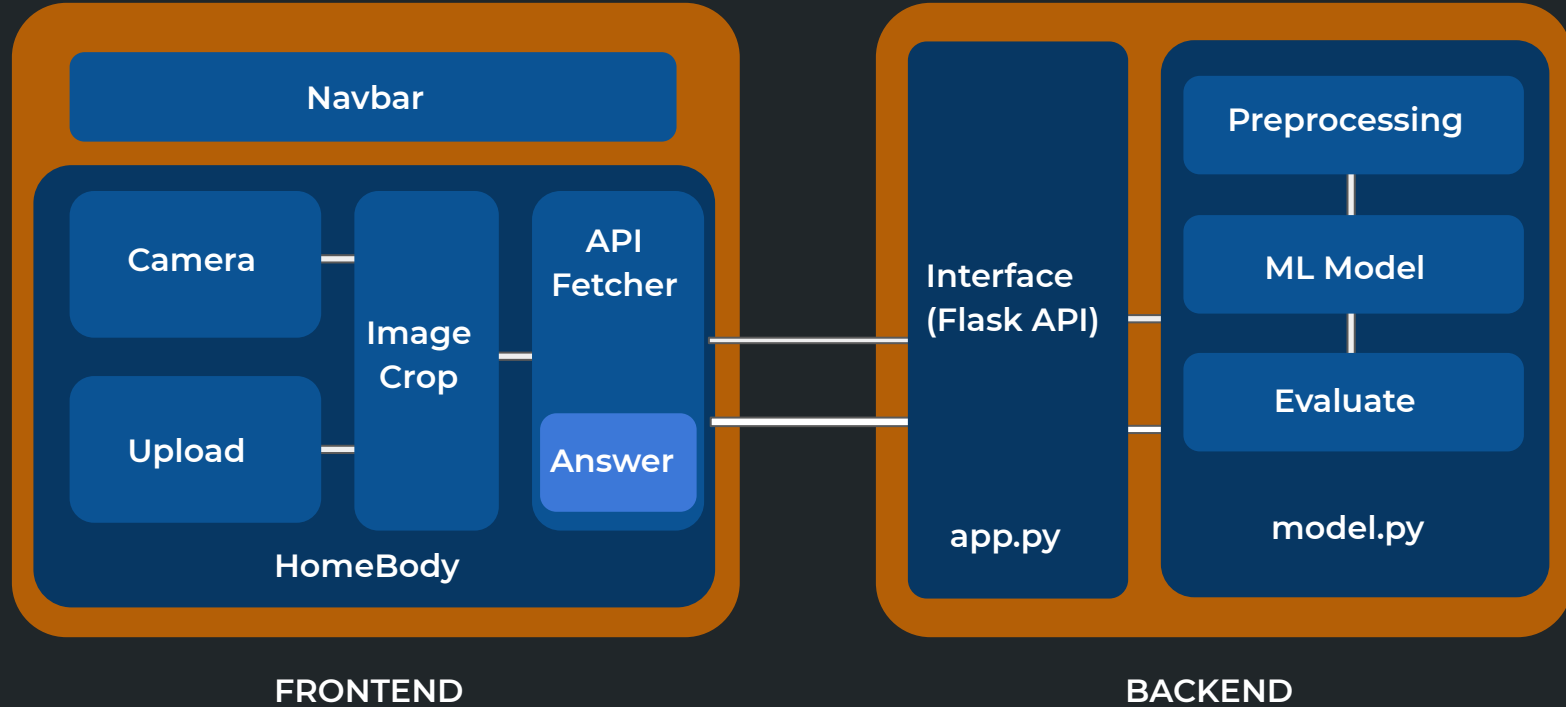 Navbar
Camera
Upload
Image
Crop
API
Fetcher
Answer
HomeBody
FRONTEND
Interface
(Flask API)
app.py
Preprocessing
ML Model
Evaluate
model.py
BACKEND